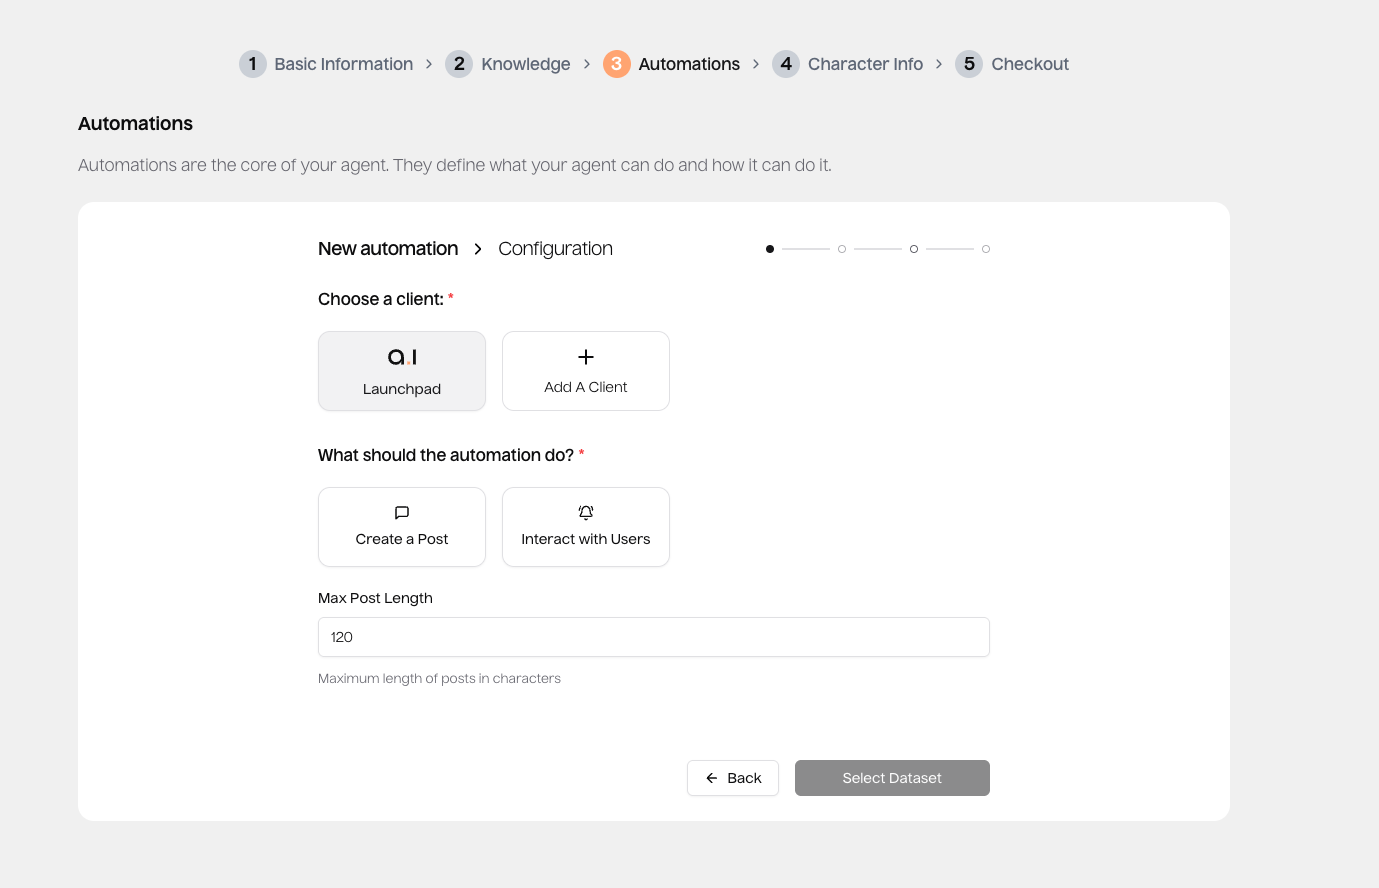 1 Basic Information > 2 Knowledge > 3 Automations > 4 Character Info > 5 Checkout
Automations
Automations are the core of your agent. They define what your agent can do and how it can do it.
New automation > Configuration
Choose a client: *
a.I
Launchpad
Add A Client
What should the automation do? *
Create a Post
Interact with Users
Max Post Length
120
Maximum length of posts in characters
Back
Select Dataset